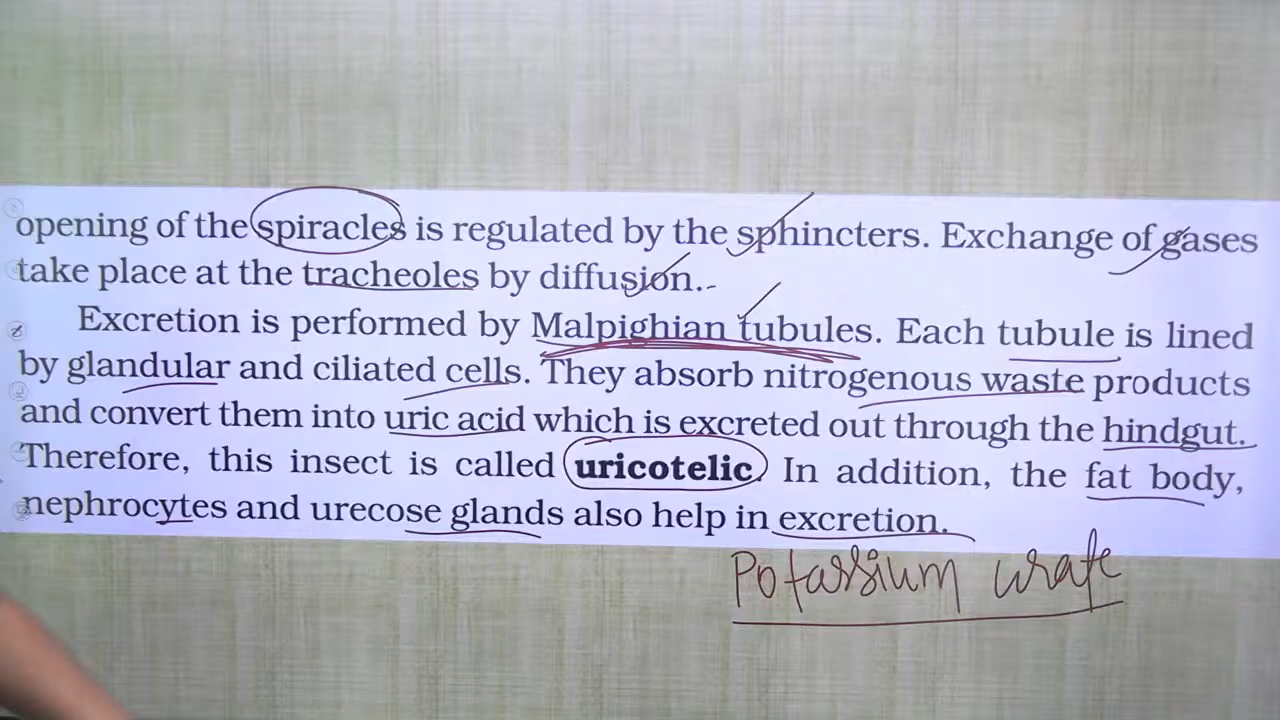 opening of the spiracles is regulated by the sphincters. Exchange of gases
take place at the tracheoles by diffusion.
Excretion is performed by Malpighian tubules. Each tubule is lined
by glandular and ciliated cells. They absorb nitrogenous waste products
and convert them into uric acid which is excreted out through the hindgut.
Therefore, this insect is called uricotelic. In addition, the fat body,
nephrocytes and urecose glands also help in excretion.
Potassium urate